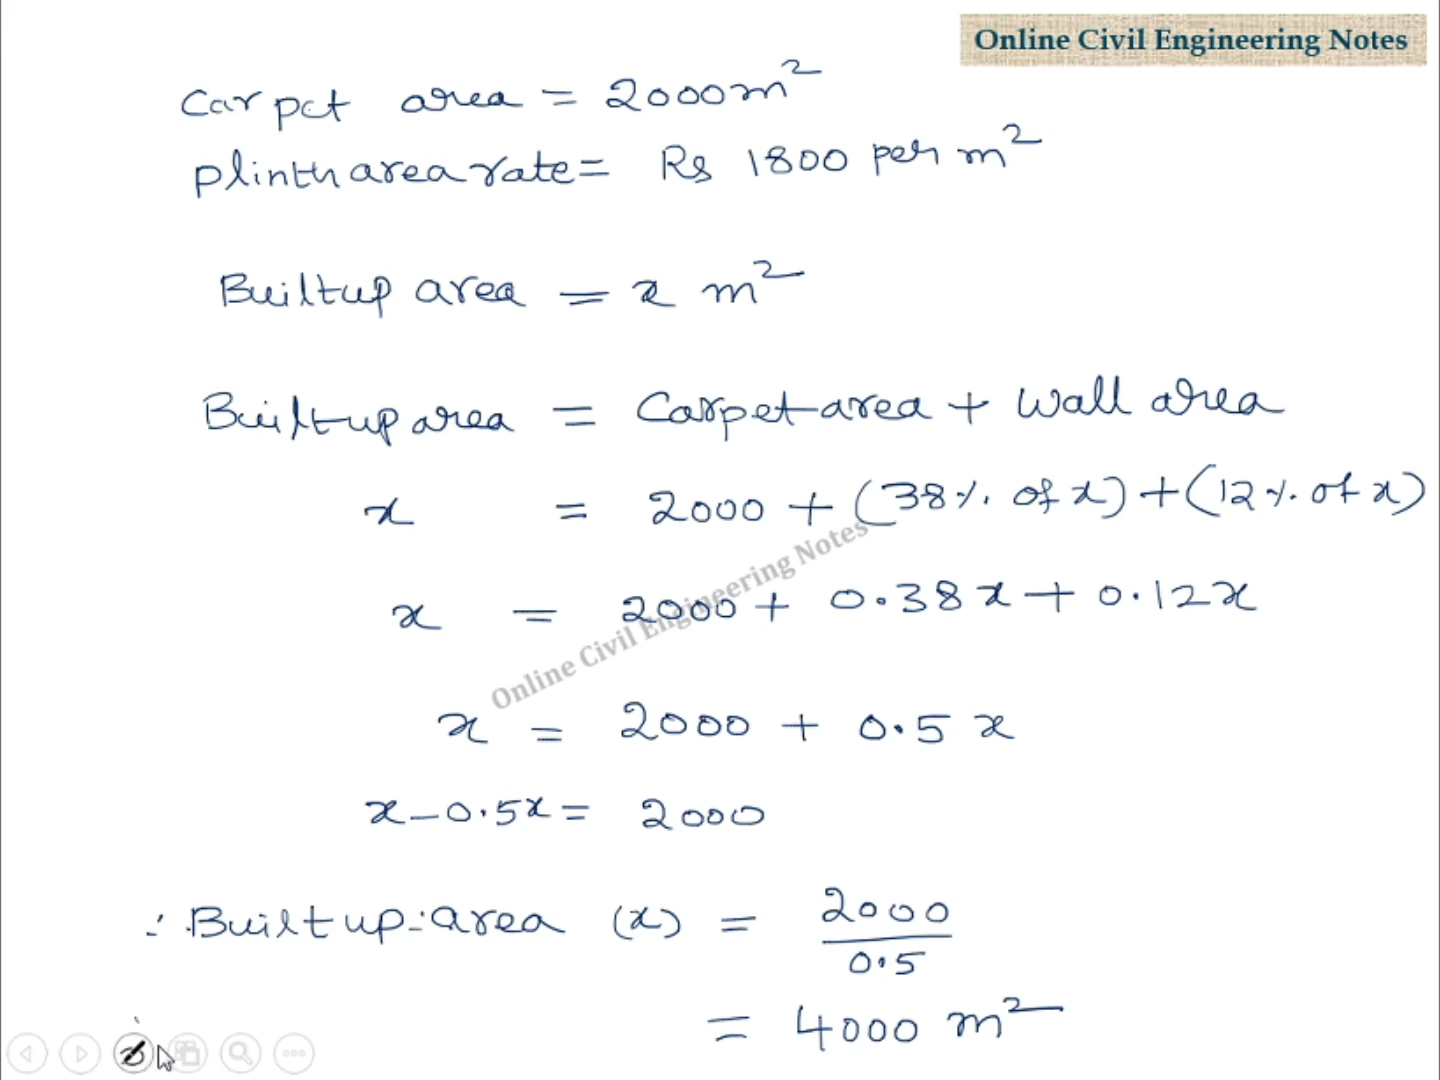 Online Civil Engineering Notes
Carpet area = 2000m²
Plinth area rate = Rs 1800 per m²
Builtup area = x m²
Builtup area = Carpet area + wall area
x = 2000 + (38% of x) + (12% of x)
x = 2000 + 0.38x + 0.12x
Online Civil Engineering Notes
x = 2000 + 0.5 x
x - 0.5x = 2000
∴ Builtup area (x) = 2000 / 0.5
= 4000 m²